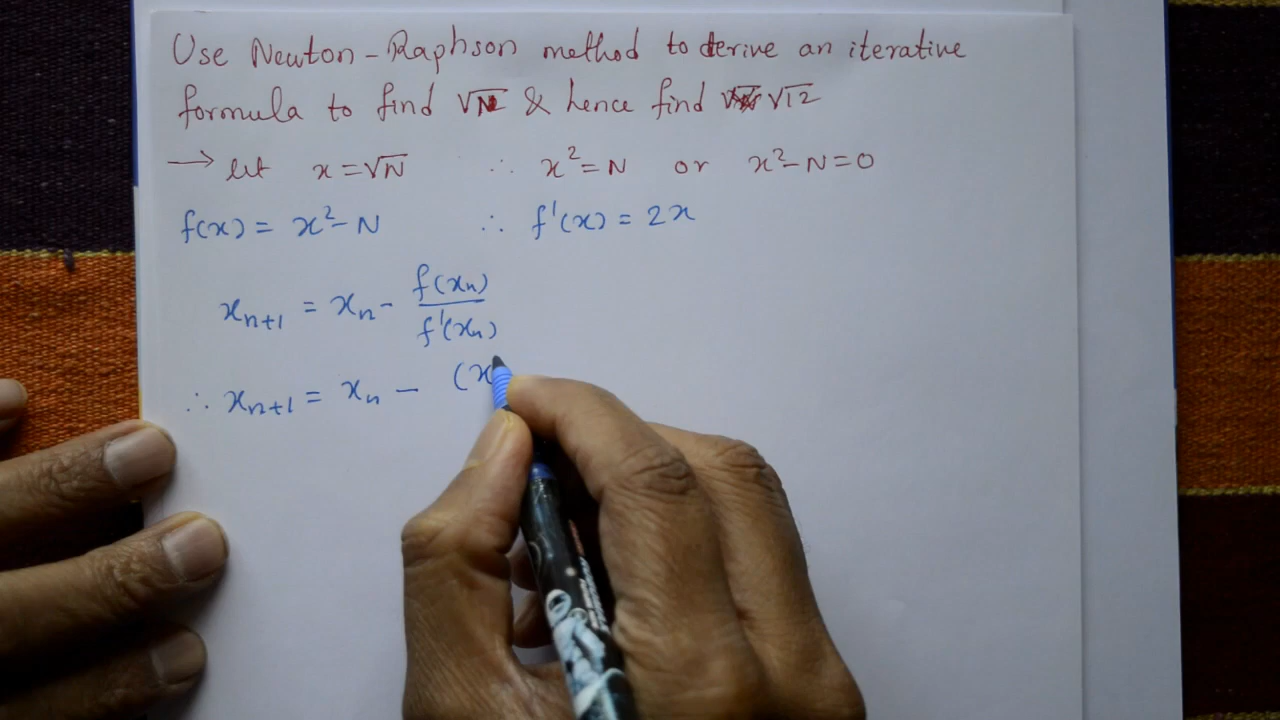 Use Newton-Raphson method to derive an iterative
formula to find √N & hence find √12
→ let x = √N ∴ x² = N or x² - N = 0
f(x) = x² - N ∴ f'(x) = 2x
xₙ₊₁ = xₙ - f(xₙ) / f'(xₙ)
∴ xₙ₊₁ = xₙ - (x